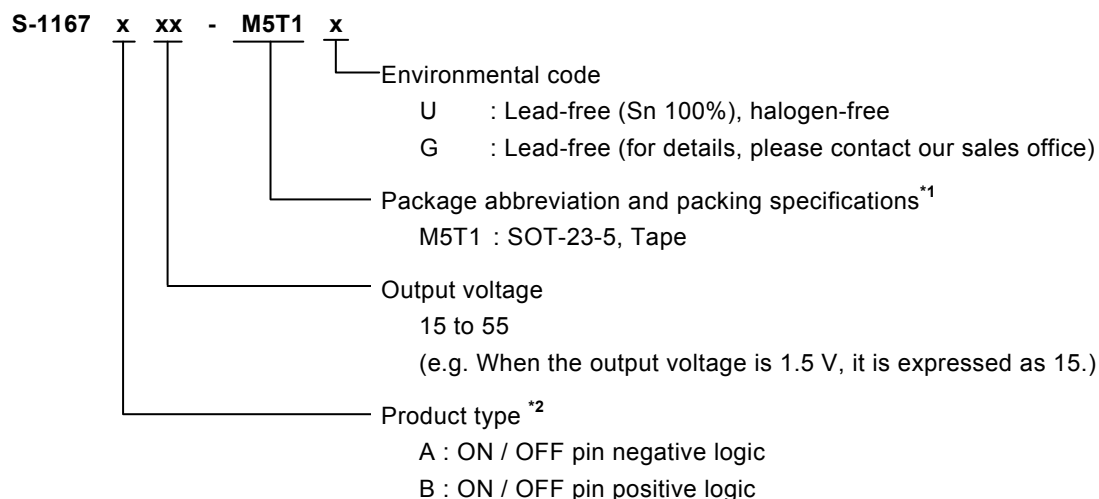 S-1167 x xx - M5T1 x
Environmental code
U : Lead-free (Sn 100%), halogen-free
G : Lead-free (for details, please contact our sales office)
Package abbreviation and packing specifications*1
M5T1 : SOT-23-5, Tape
Output voltage
15 to 55
(e.g. When the output voltage is 1.5 V, it is expressed as 15.)
Product type *2
A : ON / OFF pin negative logic
B : ON / OFF pin positive logic